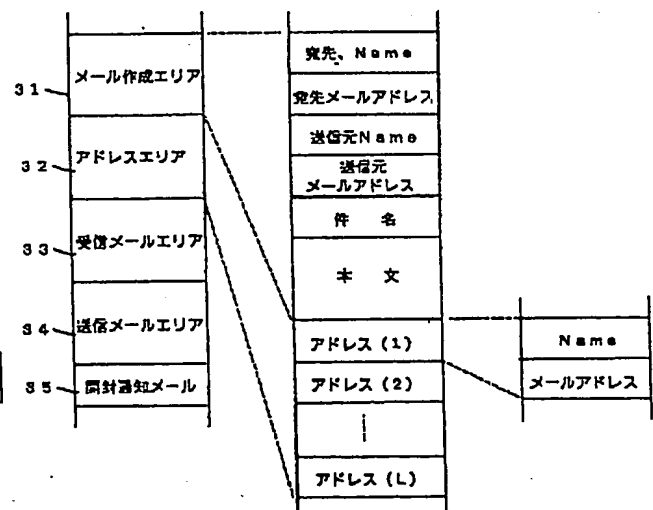 31
メール作成エリア
32
アドレスエリア
33
受信メールエリア
34
送信メールエリア
35
開封通知メール
宛先、Name
宛先メールアドレス
送信元Name
送信元
メールアドレス
件 名
本 文
アドレス(1)
アドレス(2)
アドレス(L)
Name
メールアドレス